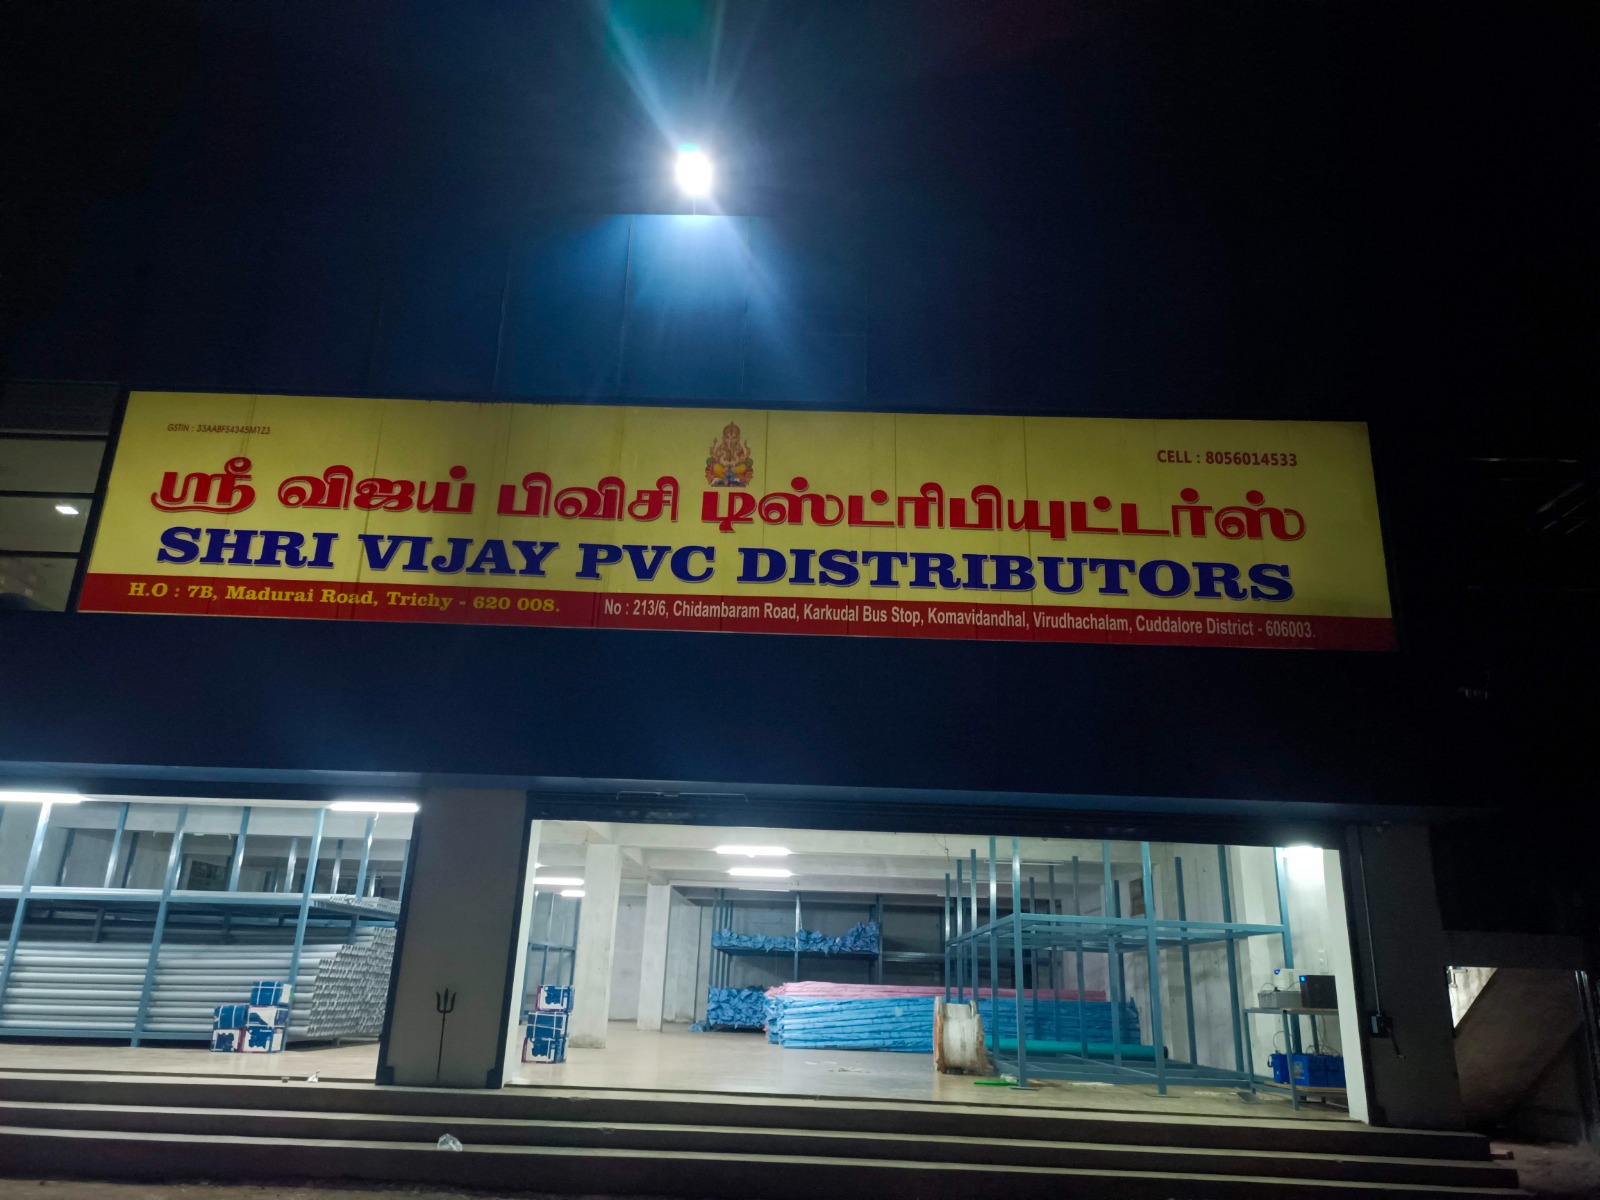 GSTIN : 33AABFS4345M1Z3
CELL : 8056014533
ஸ்ரீ விஜய் பிவிசி டிஸ்ட்ரிபியுட்டர்ஸ்
SHRI VIJAY PVC DISTRIBUTORS
H.O : 7B, Madurai Road, Trichy - 620 008.
No : 213/6, Chidambaram Road, Karkudal Bus Stop, Komavidandhal, Virudhachalam, Cuddalore District - 606003.